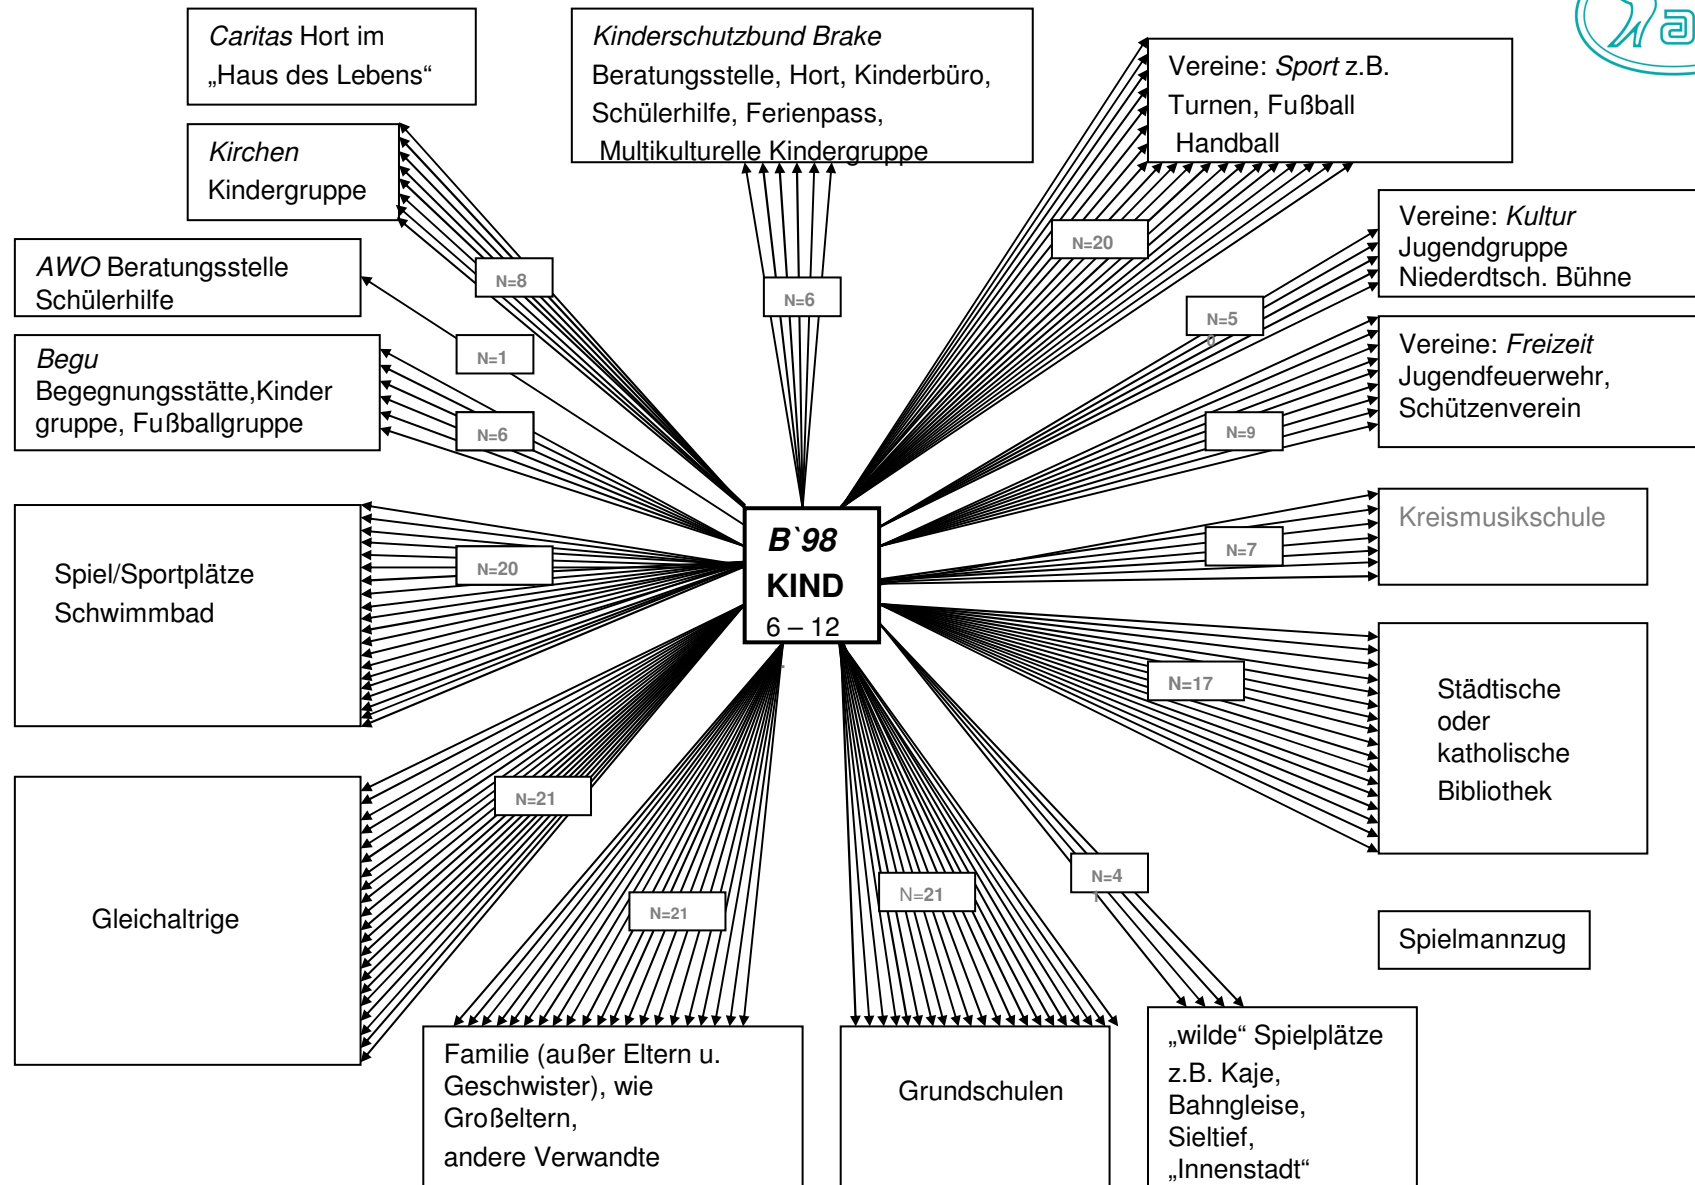 Caritas Hort im
„Haus des Lebens“
Kinderschutzbund Brake
Beratungsstelle, Hort, Kinderbüro,
Schülerhilfe, Ferienpass,
Multikulturelle Kindergruppe
Vereine: Sport z.B.
Turnen, Fußball
Handball
Kirchen
Kindergruppe
Vereine: Kultur
Jugendgruppe
Niederdtsch. Bühne
AWO Beratungsstelle
Schülerhilfe
Vereine: Freizeit
Jugendfeuerwehr,
Schützenverein
Begu
Begegnungsstätte,Kinder
gruppe, Fußballgruppe
N=8
N=6
N=20
N=5
N=1
N=6
N=9
B`98
KIND
6 – 12
Kreismusikschule
N=7
Spiel/Sportplätze
Schwimmbad
N=20
N=17
Städtische
oder
katholische
Bibliothek
Gleichaltrige
N=21
N=21
N=21
N=4
Spielmannzug
Familie (außer Eltern u.
Geschwister), wie
Großeltern,
andere Verwandte
Grundschulen
„wilde“ Spielplätze
z.B. Kaje,
Bahngleise,
Sieltief,
„Innenstadt“